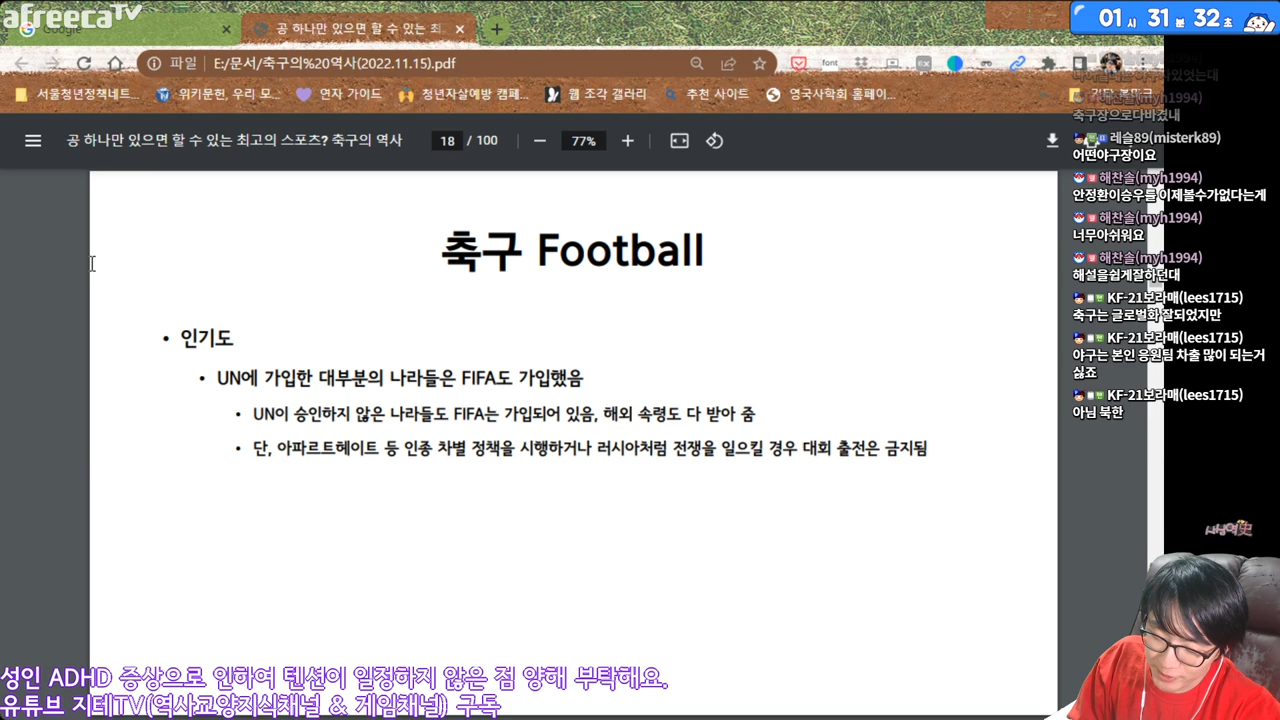 afreecaTV
Google
공 하나만 있으면 할 수 있는 최
01시 31분 32초
파일
E:/문서/축구의%20역사(2022.11.15).pdf
서울청년정책네트...
위키문헌, 우리 모...
연자 가이드
청년자살예방 캠페...
웹 조각 갤러리
추천 사이트
영국사학회 홈페이...
공 하나만 있으면 할 수 있는 최고의 스포츠? 축구의 역사
18 / 100
77%
축구 Football
• 인기도
• UN에 가입한 대부분의 나라들은 FIFA도 가입했음
• UN이 승인하지 않은 나라들도 FIFA는 가입되어 있음, 해외 속령도 다 받아 줌
• 단, 아파르트헤이트 등 인종 차별 정책을 시행하거나 러시아처럼 전쟁을 일으킬 경우 대회 출전은 금지됨
축구장으로다바꼈내
레슬89(misterk89)
어떤야구장이요
해찬솔(myh1994)
안정환이승우를 이제볼수가없다는게
해찬솔(myh1994)
너무아쉬워요
해찬솔(myh1994)
해설을쉽게잘하던대
KF-21보라매(lees1715)
축구는 글로벌화 잘되었지만
KF-21보라매(lees1715)
야구는 본인 응원팀 차출 많이 되는거
싫죠
KF-21보라매(lees1715)
아님 북한
성인 ADHD 증상으로 인하여 텐션이 일정하지 않은 점 양해 부탁해요.
유튜브 지테TV(역사교양지식채널 & 게임채널) 구독